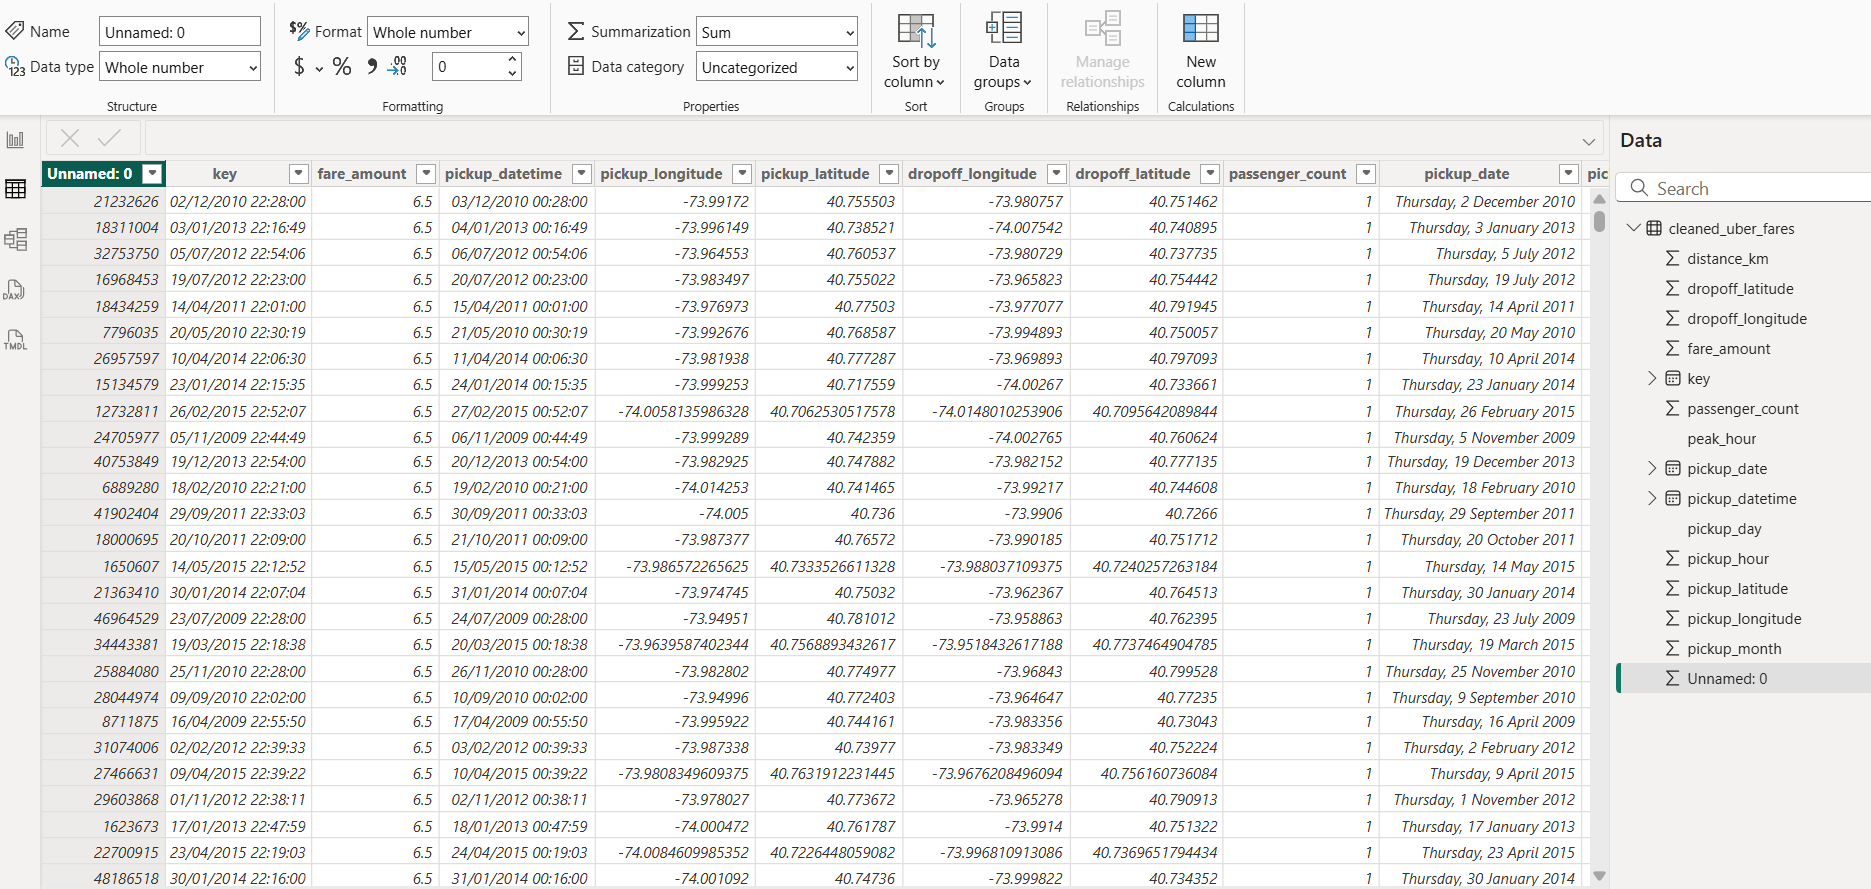 Name Unnamed: 0 Format Whole number Summarization Sum
Data type Whole number $ % 0 Data category Uncategorized
Sort by column Data groups Manage relationships New column
Structure Formatting Properties Sort Groups Relationships Calculations
Data
Search
Unnamed: 0 key fare_amount pickup_datetime pickup_longitude pickup_latitude dropoff_longitude dropoff_latitude passenger_count pickup_date pic
21232626 02/12/2010 22:28:00 6.5 03/12/2010 00:28:00 -73.99172 40.755503 -73.980757 40.751462 1 Thursday, 2 December 2010
18311004 03/01/2013 22:16:49 6.5 04/01/2013 00:16:49 -73.996149 40.738521 -74.007542 40.740895 1 Thursday, 3 January 2013
32753750 05/07/2012 22:54:06 6.5 06/07/2012 00:54:06 -73.964553 40.760537 -73.980729 40.737735 1 Thursday, 5 July 2012
16968453 19/07/2012 22:23:00 6.5 20/07/2012 00:23:00 -73.983497 40.755022 -73.965823 40.754442 1 Thursday, 19 July 2012
18434259 14/04/2011 22:01:00 6.5 15/04/2011 00:01:00 -73.976973 40.77503 -73.977077 40.791945 1 Thursday, 14 April 2011
7796035 20/05/2010 22:30:19 6.5 21/05/2010 00:30:19 -73.992676 40.768587 -73.994893 40.750057 1 Thursday, 20 May 2010
26957597 10/04/2014 22:06:30 6.5 11/04/2014 00:06:30 -73.981938 40.777287 -73.969893 40.797093 1 Thursday, 10 April 2014
15134579 23/01/2014 22:15:35 6.5 24/01/2014 00:15:35 -73.999253 40.717559 -74.00267 40.733661 1 Thursday, 23 January 2014
12732811 26/02/2015 22:52:07 6.5 27/02/2015 00:52:07 -74.0058135986328 40.7062530517578 -74.0148010253906 40.7095642089844 1 Thursday, 26 February 2015
24705977 05/11/2009 22:44:49 6.5 06/11/2009 00:44:49 -73.999289 40.742359 -74.002765 40.760624 1 Thursday, 5 November 2009
40753849 19/12/2013 22:54:00 6.5 20/12/2013 00:54:00 -73.982925 40.747882 -73.982152 40.777135 1 Thursday, 19 December 2013
6889280 18/02/2010 22:21:00 6.5 19/02/2010 00:21:00 -74.014253 40.741465 -73.99217 40.744608 1 Thursday, 18 February 2010
41902404 29/09/2011 22:33:03 6.5 30/09/2011 00:33:03 -74.005 40.736 -73.9906 40.7266 1 Thursday, 29 September 2011
18000695 20/10/2011 22:09:00 6.5 21/10/2011 00:09:00 -73.987377 40.76572 -73.990185 40.751712 1 Thursday, 20 October 2011
1650607 14/05/2015 22:12:52 6.5 15/05/2015 00:12:52 -73.986572265625 40.7333526611328 -73.988037109375 40.7240257263184 1 Thursday, 14 May 2015
21363410 30/01/2014 22:07:04 6.5 31/01/2014 00:07:04 -73.974745 40.75032 -73.962367 40.764513 1 Thursday, 30 January 2014
46964529 23/07/2009 22:28:00 6.5 24/07/2009 00:28:00 -73.94951 40.781012 -73.958863 40.762395 1 Thursday, 23 July 2009
34443381 19/03/2015 22:18:38 6.5 20/03/2015 00:18:38 -73.9639587402344 40.7568893432617 -73.9518432617188 40.7737464904785 1 Thursday, 19 March 2015
25884080 25/11/2010 22:28:00 6.5 26/11/2010 00:28:00 -73.982802 40.774977 -73.96843 40.799528 1 Thursday, 25 November 2010
28044974 09/09/2010 22:02:00 6.5 10/09/2010 00:02:00 -73.94996 40.772403 -73.964647 40.77235 1 Thursday, 9 September 2010
8711875 16/04/2009 22:55:50 6.5 17/04/2009 00:55:50 -73.995922 40.744161 -73.983356 40.73043 1 Thursday, 16 April 2009
31074006 02/02/2012 22:39:33 6.5 03/02/2012 00:39:33 -73.987338 40.73977 -73.983349 40.752224 1 Thursday, 2 February 2012
27466631 09/04/2015 22:39:22 6.5 10/04/2015 00:39:22 -73.9808349609375 40.7631912231445 -73.9676208496094 40.756160736084 1 Thursday, 9 April 2015
29603868 01/11/2012 22:38:11 6.5 02/11/2012 00:38:11 -73.978027 40.773672 -73.965278 40.790913 1 Thursday, 1 November 2012
1623673 17/01/2013 22:47:59 6.5 18/01/2013 00:47:59 -74.000472 40.761787 -73.9914 40.751322 1 Thursday, 17 January 2013
22700915 23/04/2015 22:19:03 6.5 24/04/2015 00:19:03 -74.0084609985352 40.7226448059082 -73.996810913086 40.7369651794434 1 Thursday, 23 April 2015
48186518 30/01/2014 22:16:00 6.5 31/01/2014 00:16:00 -74.001092 40.74736 -73.999822 40.734352 1 Thursday, 30 January 2014
cleaned_uber_fares
distance_km
dropoff_latitude
dropoff_longitude
fare_amount
key
passenger_count
peak_hour
pickup_date
pickup_datetime
pickup_day
pickup_hour
pickup_latitude
pickup_longitude
pickup_month
Unnamed: 0
DAX
TMDL